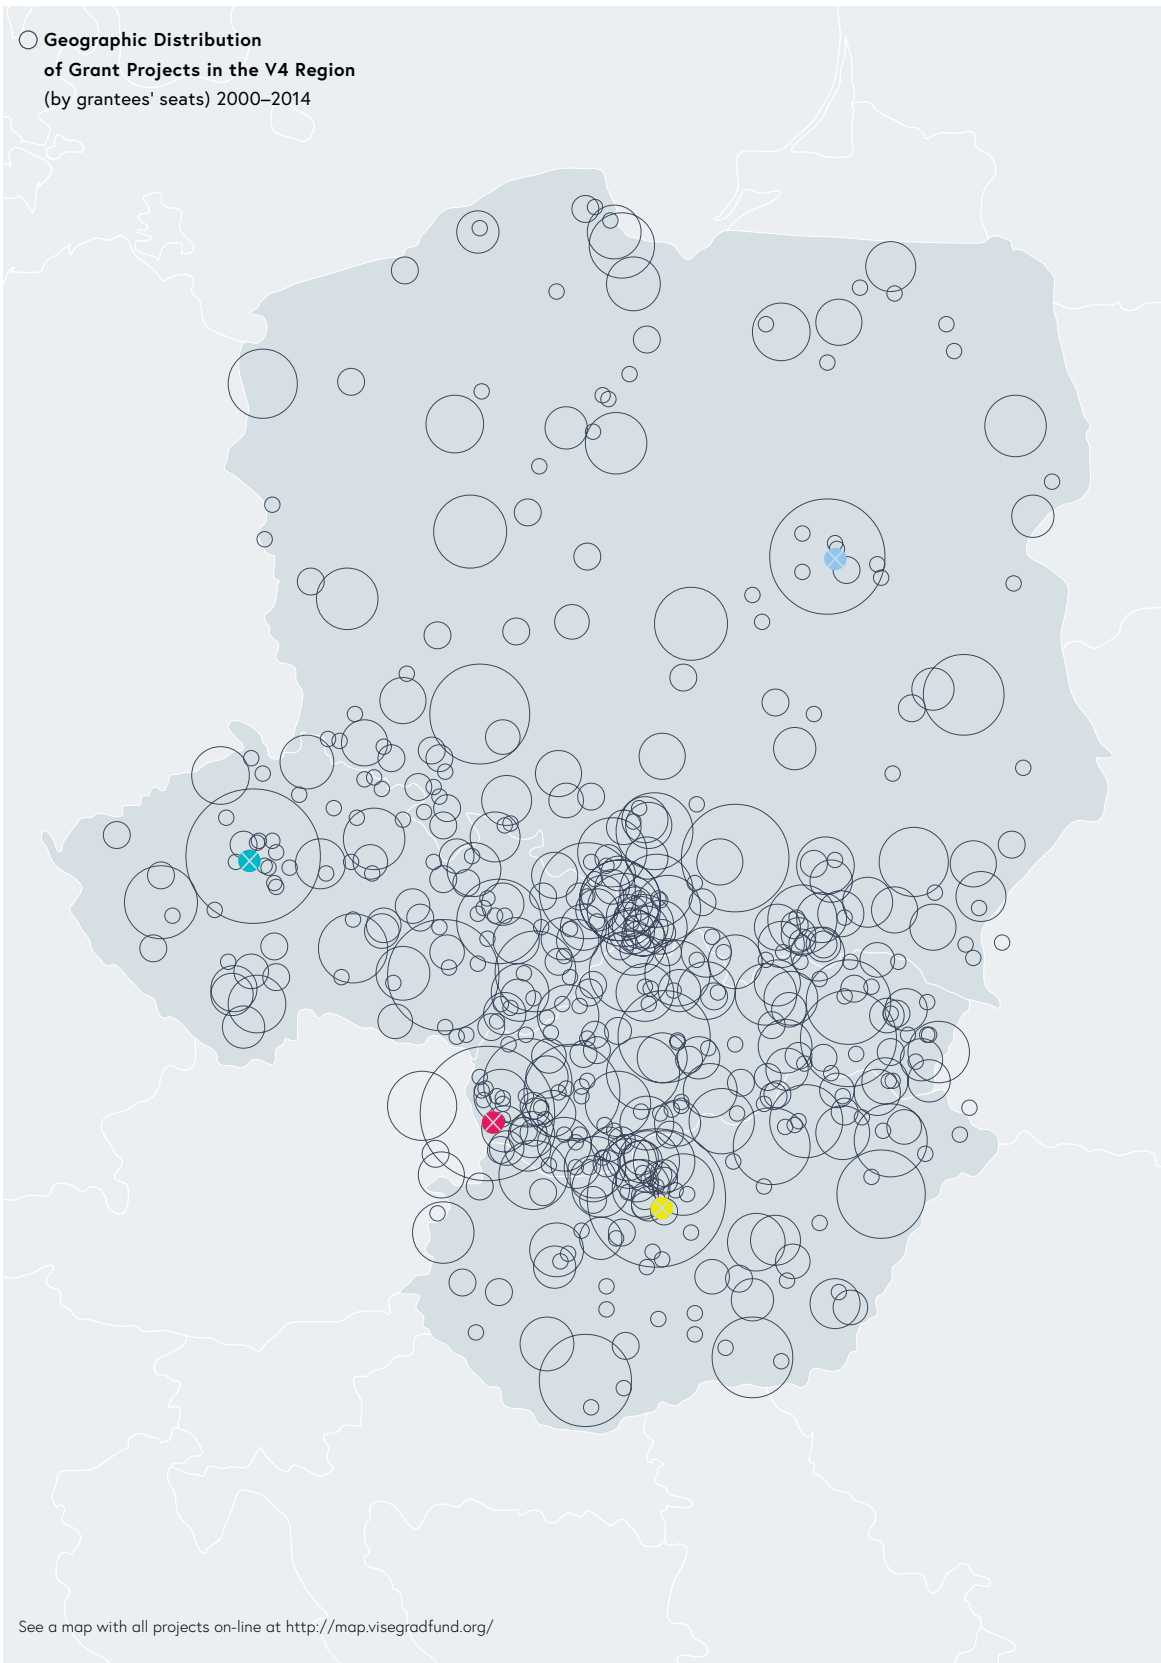 Geographic Distribution
of Grant Projects in the V4 Region
(by grantees' seats) 2000–2014
See a map with all projects on-line at http://map.visegradfund.org/